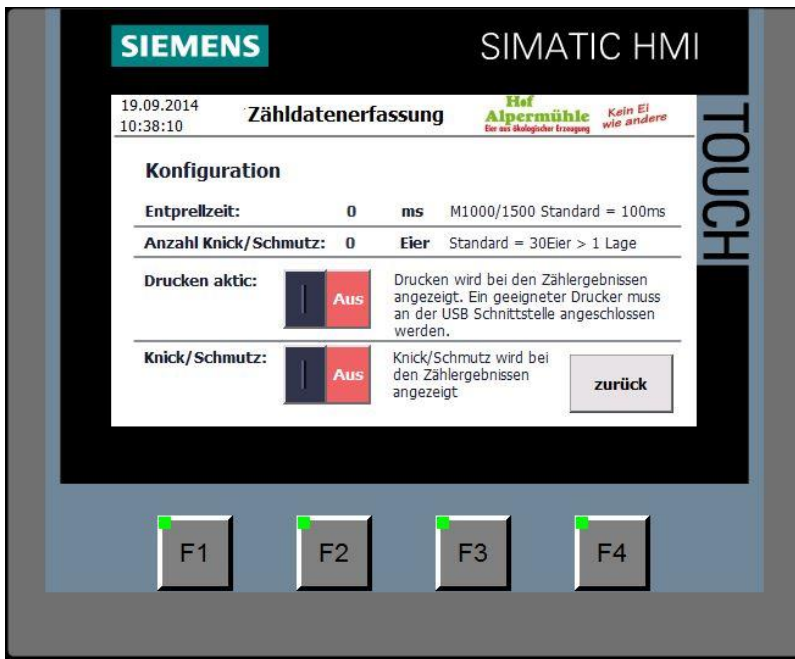 SIEMENS
SIMATIC HMI
TOUCH
19.09.2014
10:38:10
Zähldatenerfassung
Hof
Alpermühle
Eier aus ökologischer Erzeugung
Kein Ei
wie andere
Konfiguration
Entprellzeit: 0 ms M1000/1500 Standard = 100ms
Anzahl Knick/Schmutz: 0 Eier Standard = 30Eier > 1 Lage
Drucken aktic: Aus
Drucken wird bei den Zählergebnissen
angezeigt. Ein geeigneter Drucker muss
an der USB Schnittstelle angeschlossen
werden.
Knick/Schmutz: Aus
Knick/Schmutz wird bei
den Zählergebnissen
angezeigt
zurück
F1 F2 F3 F4